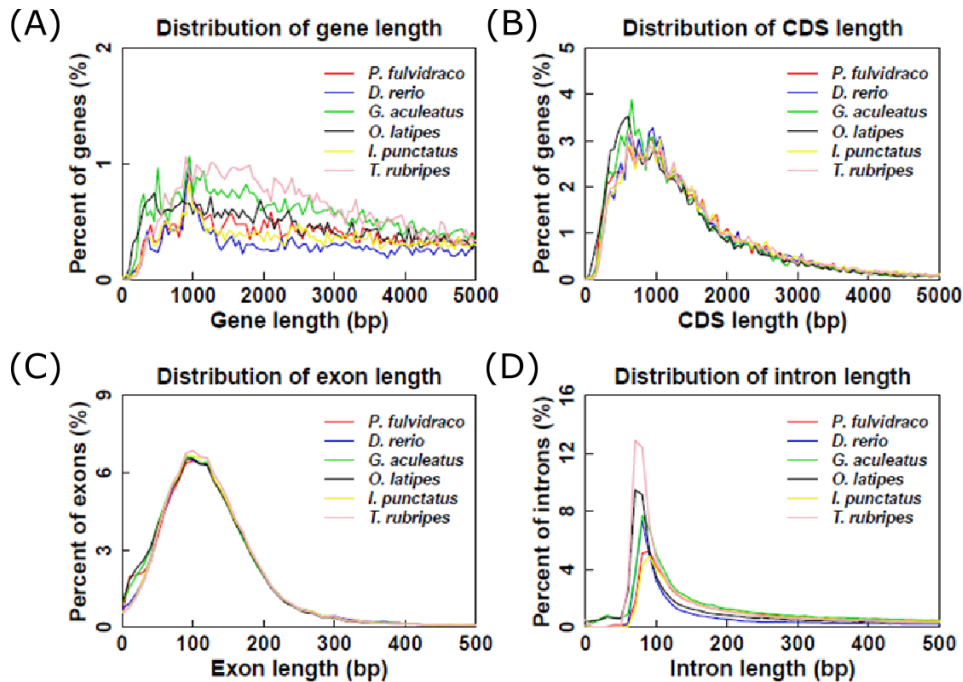 (A)
Distribution of gene length
Percent of genes (%)
0
1
2
P. fulvidraco
D. rerio
G. aculeatus
O. latipes
I. punctatus
T. rubripes
0 1000 2000 3000 4000 5000
Gene length (bp)
(B)
Distribution of CDS length
Percent of genes (%)
0
1
2
3
4
5
P. fulvidraco
D. rerio
G. aculeatus
O. latipes
I. punctatus
T. rubripes
0 1000 2000 3000 4000 5000
CDS length (bp)
(C)
Distribution of exon length
Percent of exons (%)
0
3
6
9
P. fulvidraco
D. rerio
G. aculeatus
O. latipes
I. punctatus
T. rubripes
0 100 200 300 400 500
Exon length (bp)
(D)
Distribution of intron length
Percent of introns (%)
0
4
8
12
16
P. fulvidraco
D. rerio
G. aculeatus
O. latipes
I. punctatus
T. rubripes
0 100 200 300 400 500
Intron length (bp)